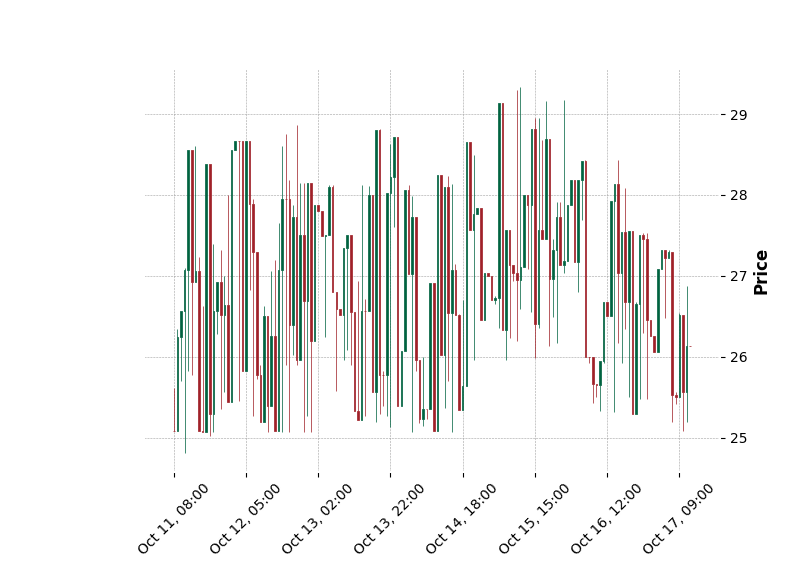 29
28
27
26
25
Price
Oct 11, 08:00
Oct 12, 05:00
Oct 13, 02:00
Oct 13, 22:00
Oct 14, 18:00
Oct 15, 15:00
Oct 16, 12:00
Oct 17, 09:00